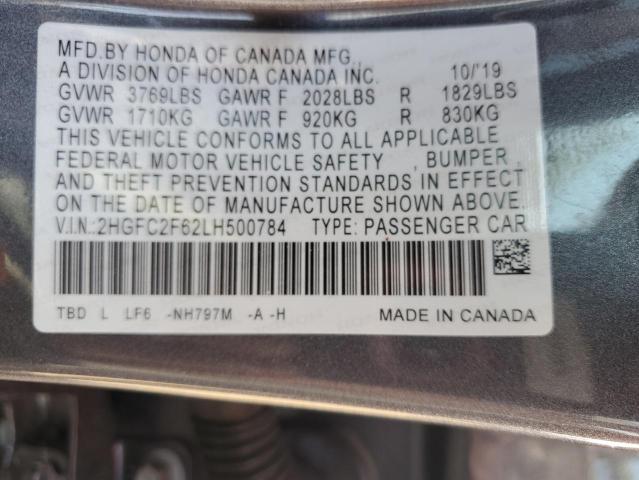 MFD.BY HONDA OF CANADA MFG.,
A DIVISION OF HONDA CANADA INC. 10/'19
GVWR 3769LBS GAWR F 2028LBS R 1829LBS
GVWR 1710KG GAWR F 920KG R 830KG
THIS VEHICLE CONFORMS TO ALL APPLICABLE
FEDERAL MOTOR VEHICLE SAFETY , BUMPER,
AND THEFT PREVENTION STANDARDS IN EFFECT
ON THE DATE OF MANUFACTURE SHOWN ABOVE.
V.I.N.:2HGFC2F62LH500784 TYPE: PASSENGER CAR
TBD L LF6 -NH797M -A -H MADE IN CANADA